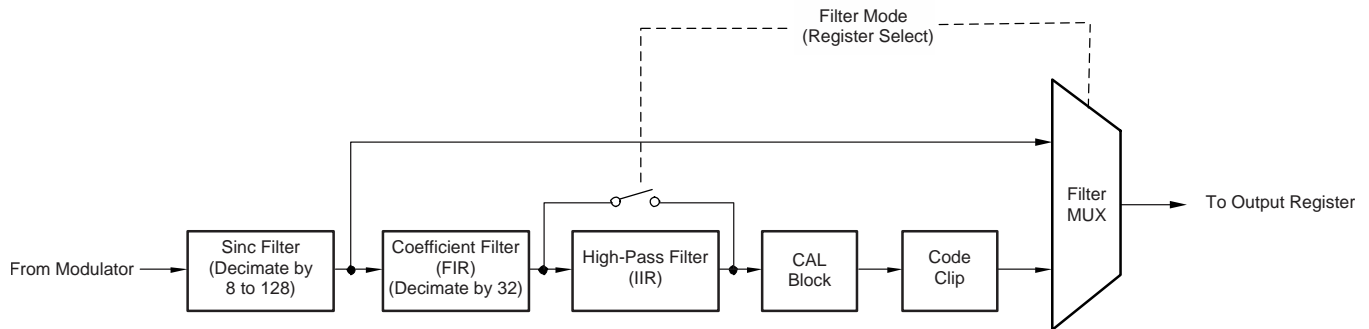 Filter Mode
(Register Select)
From Modulator
Sinc Filter
(Decimate by
8 to 128)
Coefficient Filter
(FIR)
(Decimate by 32)
High-Pass Filter
(IIR)
CAL
Block
Code
Clip
Filter
MUX
To Output Register